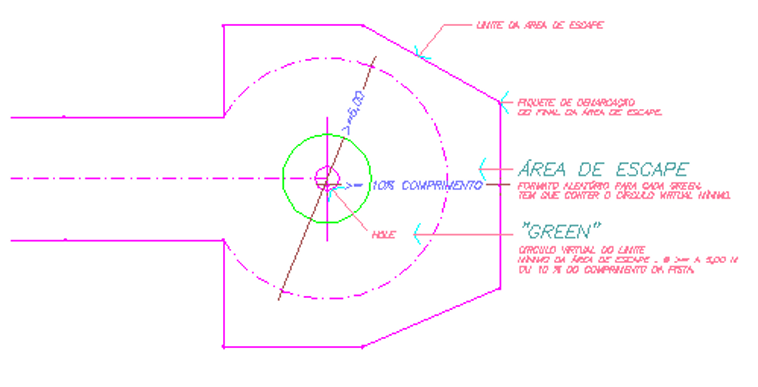 LIMITE DA ÁREA DE ESCAPE
PIQUETE DE DEMARCAÇÃO
DO FINAL DA ÁREA DE ESCAPE.
>=5,00
ÁREA DE ESCAPE
>= 10% COMPRIMENTO
FORMATO ALEATÓRIO PARA CADA GREEN.
TEM QUE CONTER O CÍRCULO VIRTUAL MÍNIMO.
HOLE
"GREEN"
CÍRCULO VIRTUAL DO LIMITE
MÍNIMO DA ÁREA DE ESCAPE . Ø >= A 5,00 M
OU 10 % DO COMPRIMENTO DA PISTA.